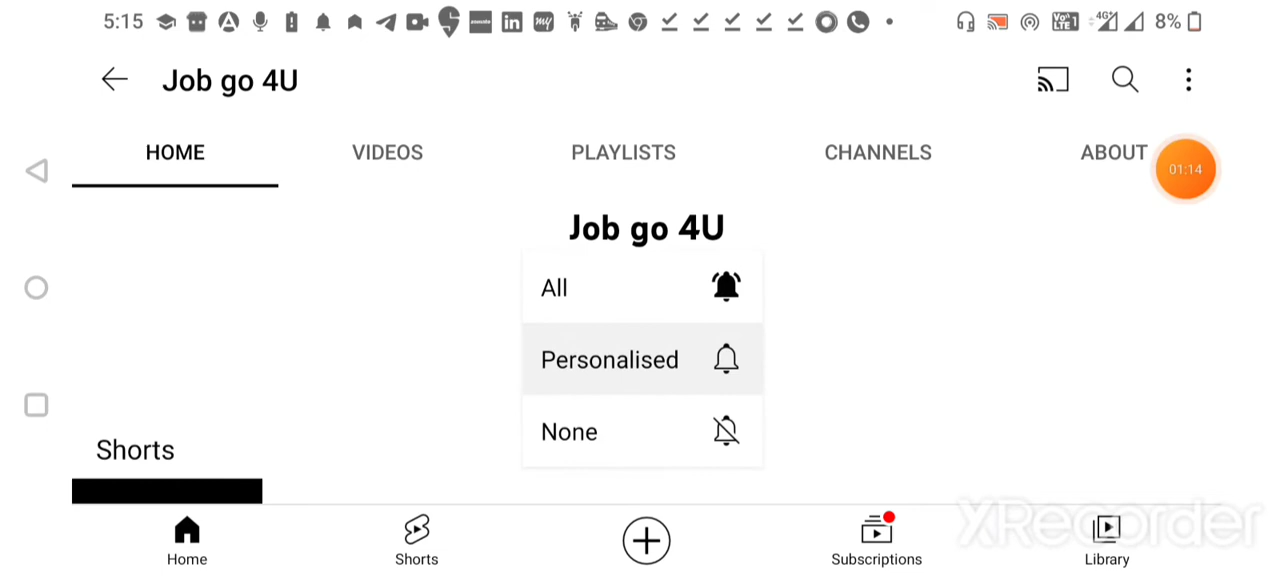 5:15
8%
Job go 4U
HOME VIDEOS PLAYLISTS CHANNELS ABOUT
01:14
Job go 4U
All
Personalised
None
Shorts
Home Shorts Subscriptions Library
XRecorder